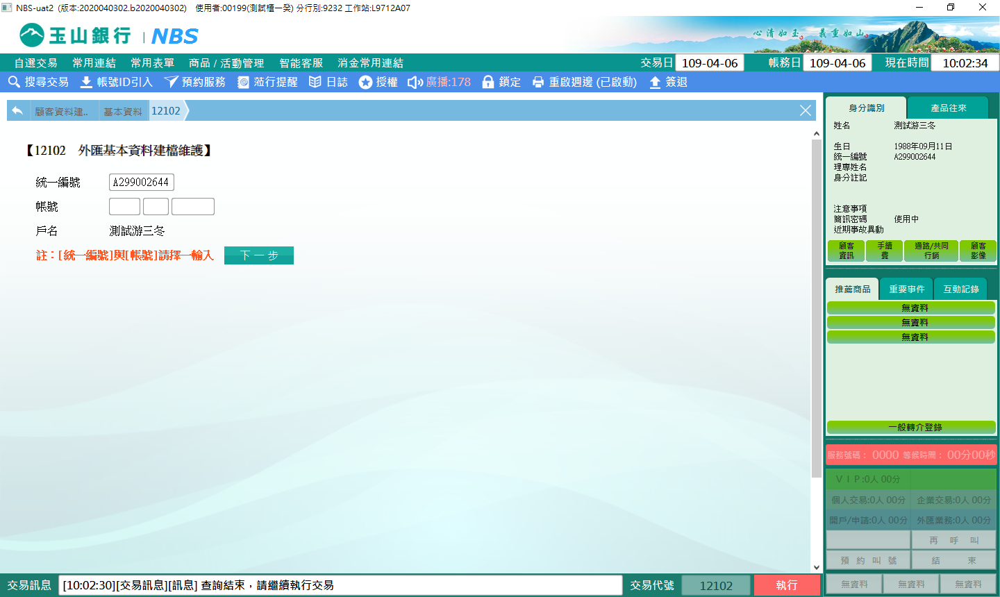 NBS-uat2 (版本:2020040302.b2020040302) 使用者:00199(測試櫃一癸) 分行別:9232 工作站:L9712A07
玉山銀行 | NBS
心清如玉 義重如山
自選交易 常用連結 常用表單 商品 / 活動管理 智能客服 消金常用連結 交易日 109-04-06 帳務日 109-04-06 現在時間 10:02:34
搜尋交易 帳號ID引入 預約服務 蒞行提醒 日誌 授權 廣播:178 鎖定 重啟週邊 (已啟動) 簽退
顧客資料建.. 基本資料 12102
【12102 外匯基本資料建檔維護】
統一編號 A299002644
帳號
戶名 測試游三冬
註：[統一編號]與[帳號]請擇一輸入 下一步
身分識別 產品往來
姓名 測試游三冬
生日 1988年09月11日
統一編號 A299002644
理專姓名
身分註記
注意事項
簡訊密碼 使用中
近期事故異動
顧客資訊 手續費 通路/共同行銷 顧客影像
推薦商品 重要事件 互動記錄
無資料
無資料
無資料
一般轉介登錄
服務號碼： 0000 等候時間： 00分00秒
ＶＩＰ:0人 00分
個人交易:0人 00分 企業交易:0人 00分
開戶/申請:0人 00分 外匯業務:0人 00分
再 呼 叫
預 約 叫 號 結 束
無資料 無資料 無資料
交易訊息 [10:02:30][交易訊息][訊息] 查詢結束，請繼續執行交易 交易代號 12102 執行